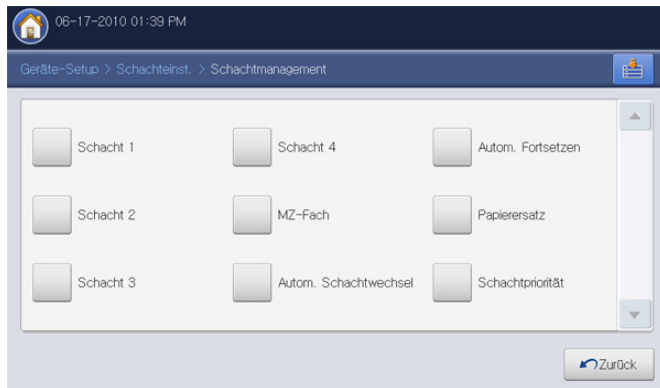 06-17-2010 01:39 PM
Geräte-Setup > Schachteinst. > Schachtmanagement
Schacht 1
Schacht 4
Autom. Fortsetzen
Schacht 2
MZ-Fach
Papierersatz
Schacht 3
Autom. Schachtwechsel
Schachtpriorität
Zurück